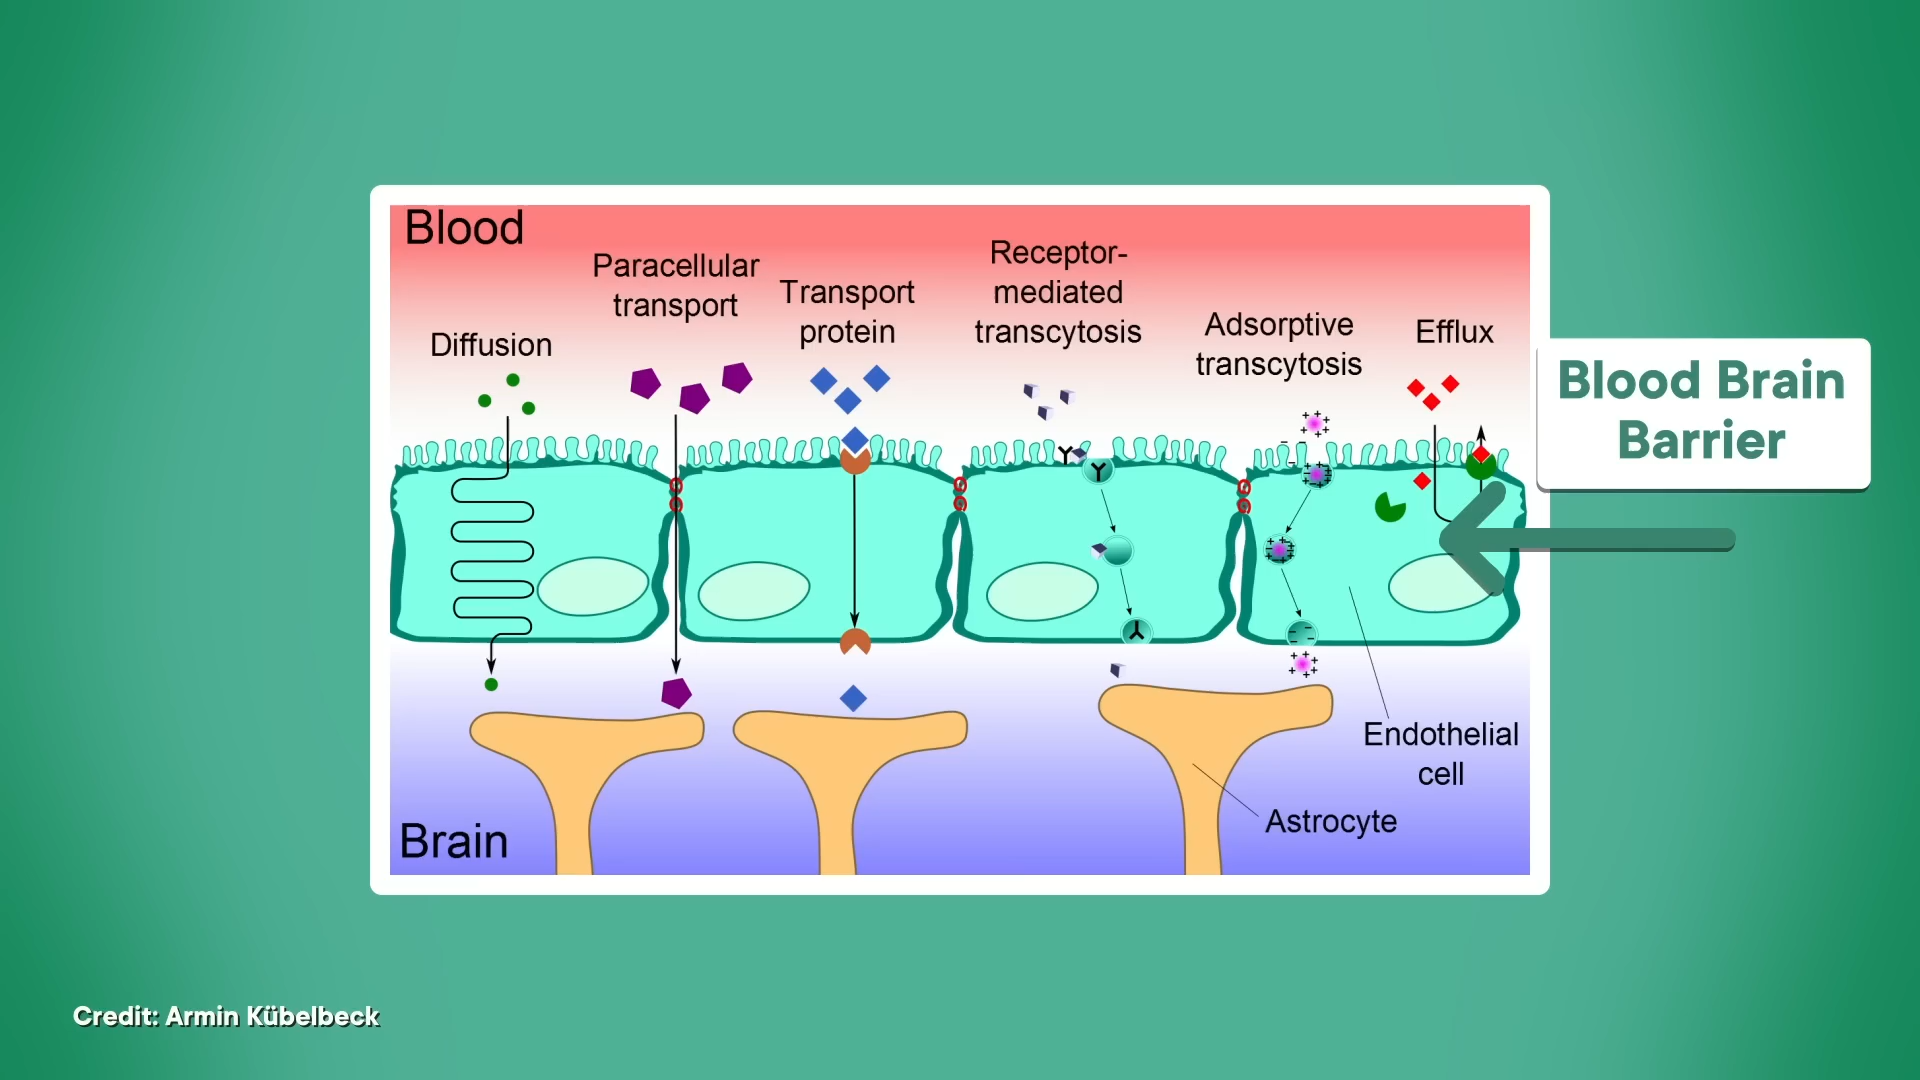 Blood
Paracellular
transport
Transport
protein
Receptor-
mediated
transcytosis
Adsorptive
transcytosis
Efflux
Diffusion
Blood Brain
Barrier
Endothelial
cell
Astrocyte
Brain
Credit: Armin Kübelbeck